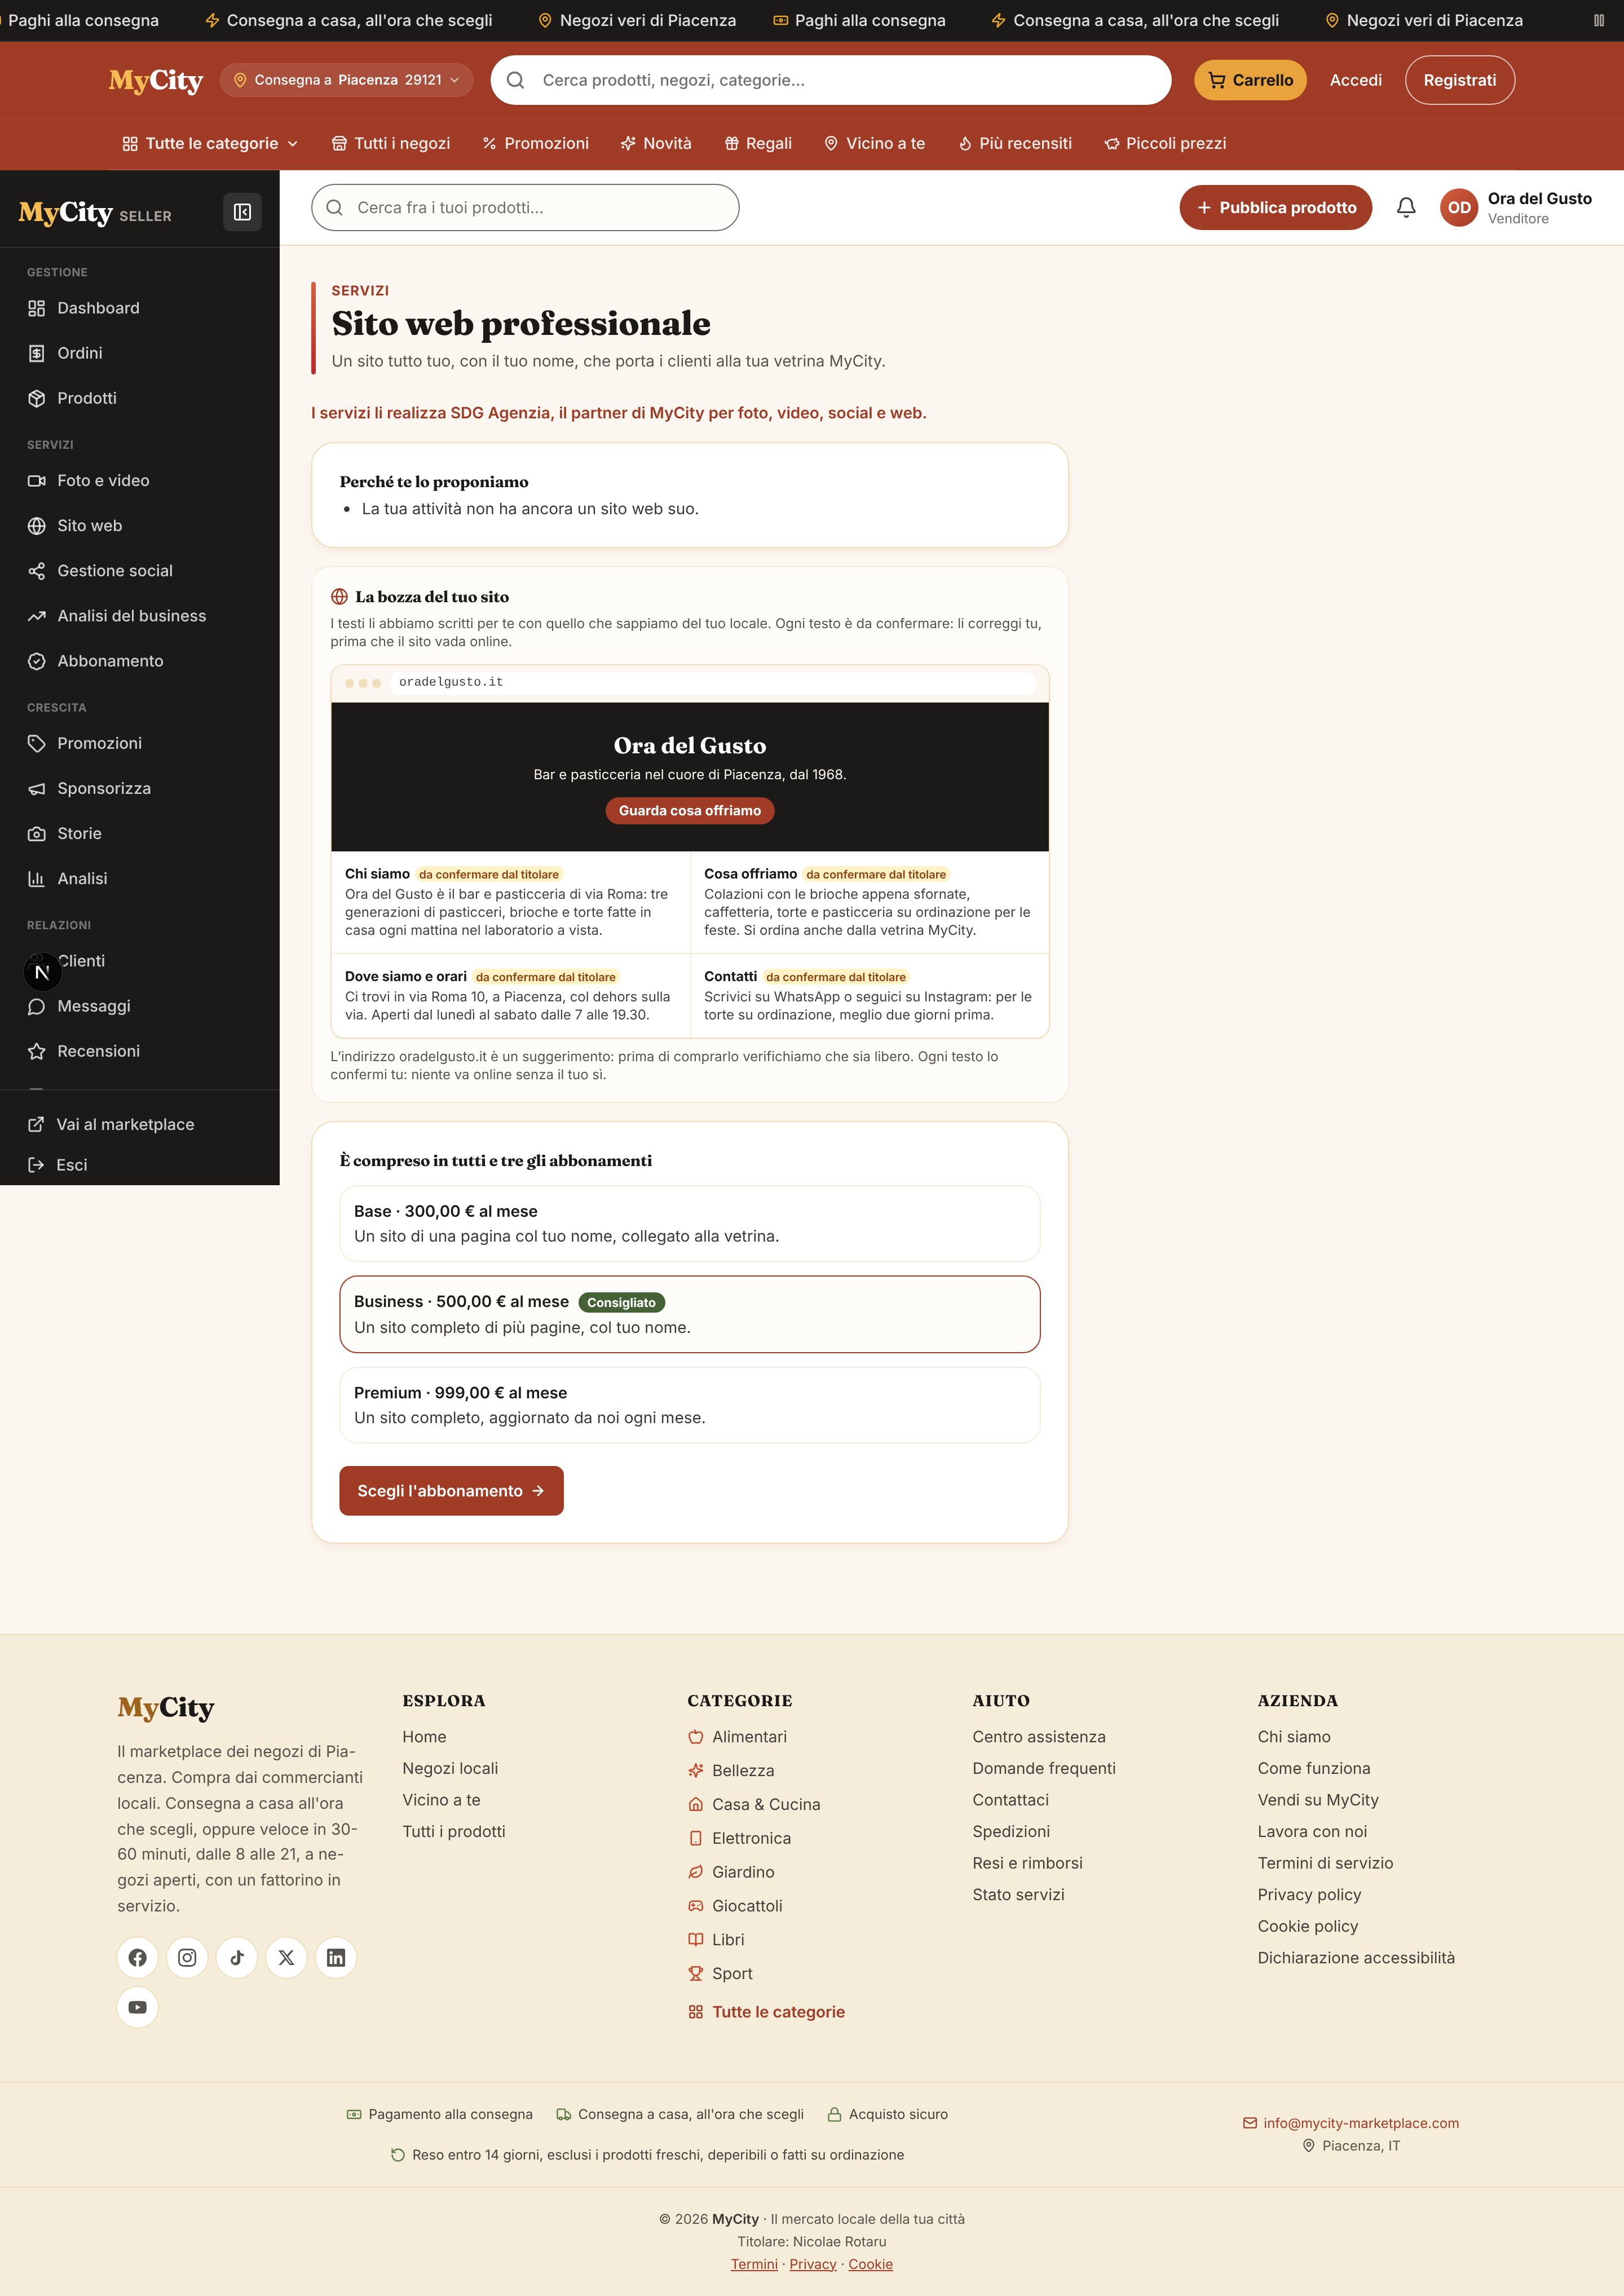 Paghi alla consegna
Consegna a casa, all'ora che scegli
Negozi veri di Piacenza
Paghi alla consegna
Consegna a casa, all'ora che scegli
Negozi veri di Piacenza
MyCity
Consegna a Piacenza 29121
Cerca prodotti, negozi, categorie...
Carrello
Accedi
Registrati
Tutte le categorie
Tutti i negozi
Promozioni
Novità
Regali
Vicino a te
Più recensiti
Piccoli prezzi
MyCity SELLER
GESTIONE
Dashboard
Ordini
Prodotti
SERVIZI
Foto e video
Sito web
Gestione social
Analisi del business
Abbonamento
CRESCITA
Promozioni
Sponsorizza
Storie
Analisi
RELAZIONI
Clienti
N
Messaggi
Recensioni
Vai al marketplace
Esci
Cerca fra i tuoi prodotti...
Pubblica prodotto
OD
Ora del Gusto
Venditore
SERVIZI
Sito web professionale
Un sito tutto tuo, con il tuo nome, che porta i clienti alla tua vetrina MyCity.
I servizi li realizza SDG Agenzia, il partner di MyCity per foto, video, social e web.
Perché te lo proponiamo
• La tua attività non ha ancora un sito web suo.
La bozza del tuo sito
I testi li abbiamo scritti per te con quello che sappiamo del tuo locale. Ogni testo è da confermare: li correggi tu,
prima che il sito vada online.
oradelgusto.it
Ora del Gusto
Bar e pasticceria nel cuore di Piacenza, dal 1968.
Guarda cosa offriamo
Chi siamo da confermare dal titolare
Ora del Gusto è il bar e pasticceria di via Roma: tre
generazioni di pasticceri, brioche e torte fatte in
casa ogni mattina nel laboratorio a vista.
Cosa offriamo da confermare dal titolare
Colazioni con le brioche appena sfornate,
caffetteria, torte e pasticceria su ordinazione per le
feste. Si ordina anche dalla vetrina MyCity.
Dove siamo e orari da confermare dal titolare
Ci trovi in via Roma 10, a Piacenza, col dehors sulla
via. Aperti dal lunedì al sabato dalle 7 alle 19.30.
Contatti da confermare dal titolare
Scrivici su WhatsApp o seguici su Instagram: per le
torte su ordinazione, meglio due giorni prima.
L'indirizzo oradelgusto.it è un suggerimento: prima di comprarlo verifichiamo che sia libero. Ogni testo lo
confermi tu: niente va online senza il tuo sì.
È compreso in tutti e tre gli abbonamenti
Base · 300,00 € al mese
Un sito di una pagina col tuo nome, collegato alla vetrina.
Business · 500,00 € al mese Consigliato
Un sito completo di più pagine, col tuo nome.
Premium · 999,00 € al mese
Un sito completo, aggiornato da noi ogni mese.
Scegli l'abbonamento →
MyCity
Il marketplace dei negozi di Pia-
cenza. Compra dai commercianti
locali. Consegna a casa all'ora
che scegli, oppure veloce in 30-
60 minuti, dalle 8 alle 21, a ne-
gozi aperti, con un fattorino in
servizio.
ESPLORA
Home
Negozi locali
Vicino a te
Tutti i prodotti
CATEGORIE
Alimentari
Bellezza
Casa & Cucina
Elettronica
Giardino
Giocattoli
Libri
Sport
Tutte le categorie
AIUTO
Centro assistenza
Domande frequenti
Contattaci
Spedizioni
Resi e rimborsi
Stato servizi
AZIENDA
Chi siamo
Come funziona
Vendi su MyCity
Lavora con noi
Termini di servizio
Privacy policy
Cookie policy
Dichiarazione accessibilità
Pagamento alla consegna
Consegna a casa, all'ora che scegli
Acquisto sicuro
Reso entro 14 giorni, esclusi i prodotti freschi, deperibili o fatti su ordinazione
info@mycity-marketplace.com
Piacenza, IT
© 2026 MyCity · Il mercato locale della tua città
Titolare: Nicolae Rotaru
Termini · Privacy · Cookie